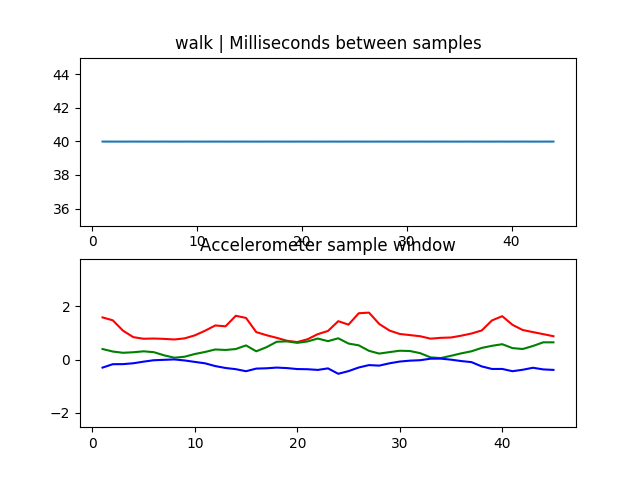 walk | Milliseconds between samples
44
42
40
38
36
0 10 20 30 40
Accelerometer sample window
2
0
−2
0 10 20 30 40